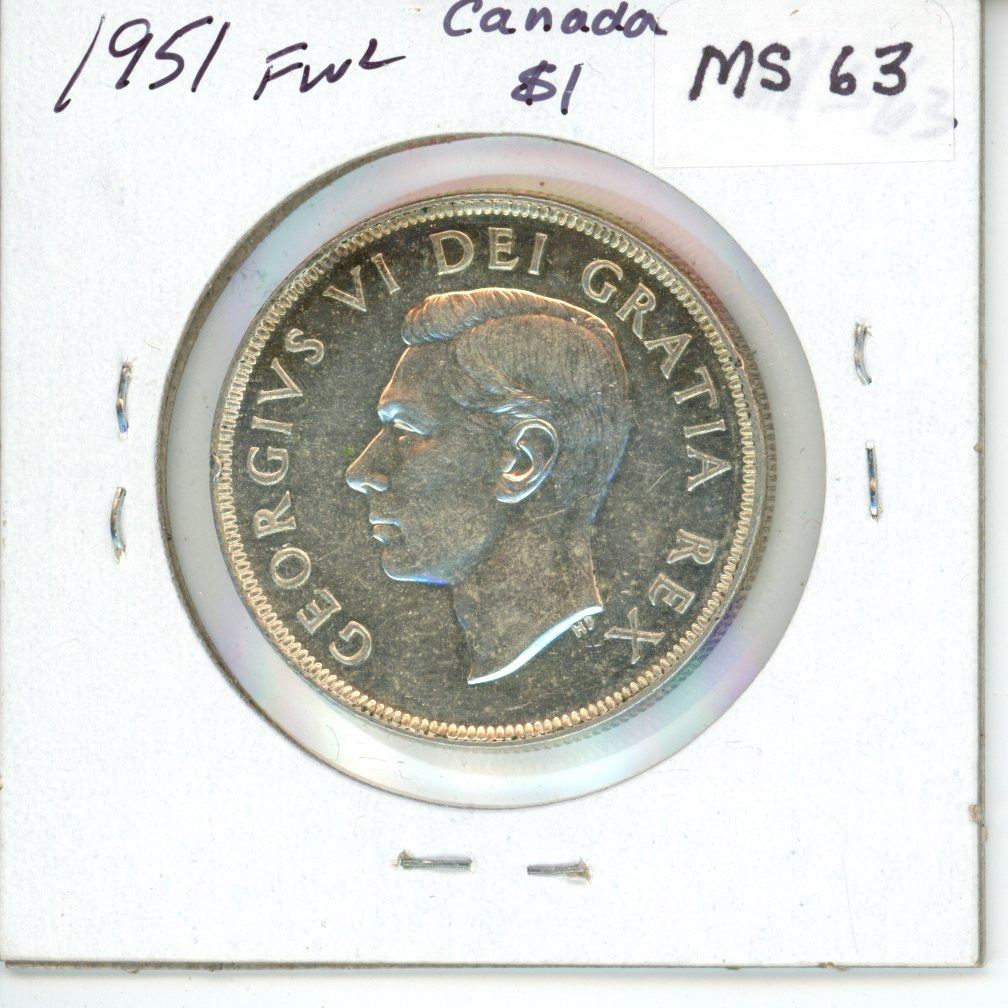 Canada
1951 FWL $1 MS 63
GEORGIVS VI DEI GRATIA REX
HP